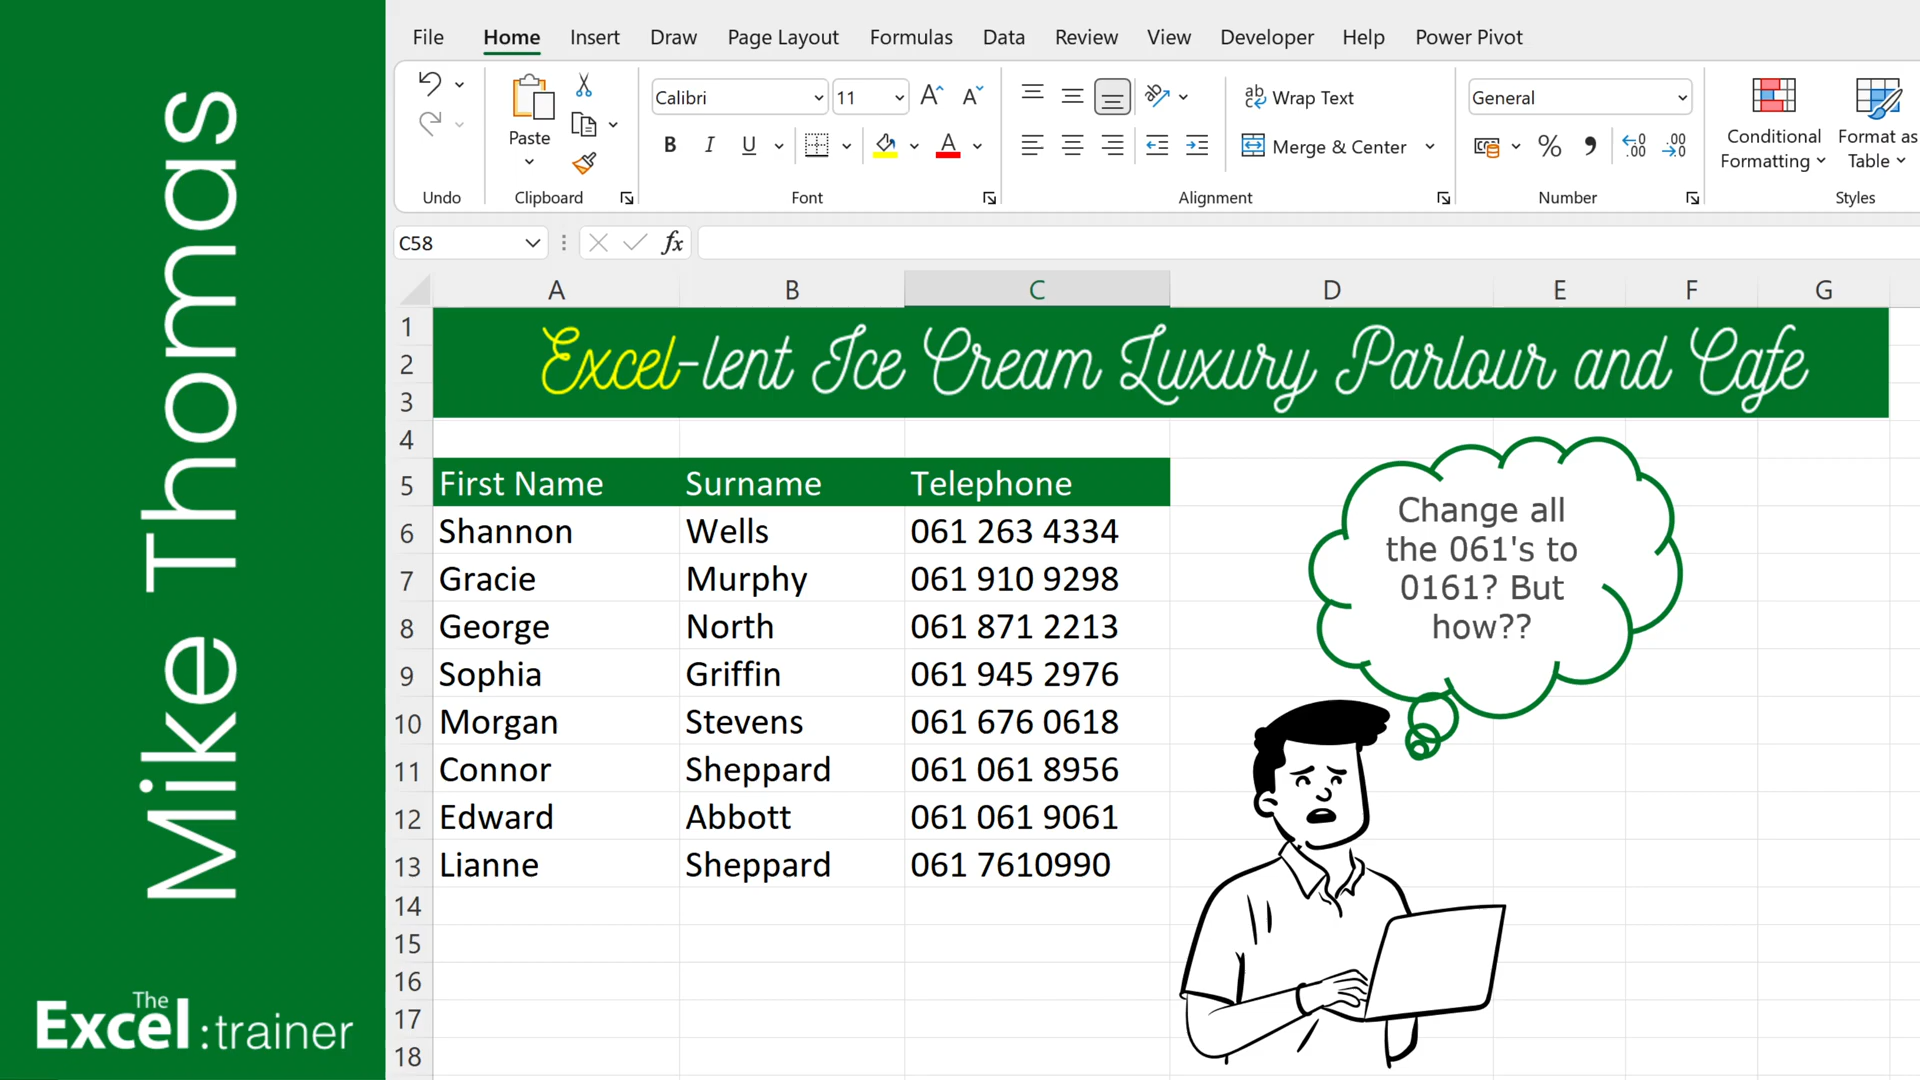 Mike Thomas
The
Excel:trainer
File Home Insert Draw Page Layout Formulas Data Review View Developer Help Power Pivot
Calibri 11 Wrap Text General
Paste B I U Merge & Center % Conditional Formatting Format as Table
Undo Clipboard Font Alignment Number Styles
C58 fx
A B C D E F G
1
2 Excel-lent Ice Cream Luxury Parlour and Cafe
3
4
5 First Name Surname Telephone
6 Shannon Wells 061 263 4334
7 Gracie Murphy 061 910 9298
8 George North 061 871 2213
9 Sophia Griffin 061 945 2976
10 Morgan Stevens 061 676 0618
11 Connor Sheppard 061 061 8956
12 Edward Abbott 061 061 9061
13 Lianne Sheppard 061 7610990
14
15
16
17
18
Change all
the 061's to
0161? But
how??